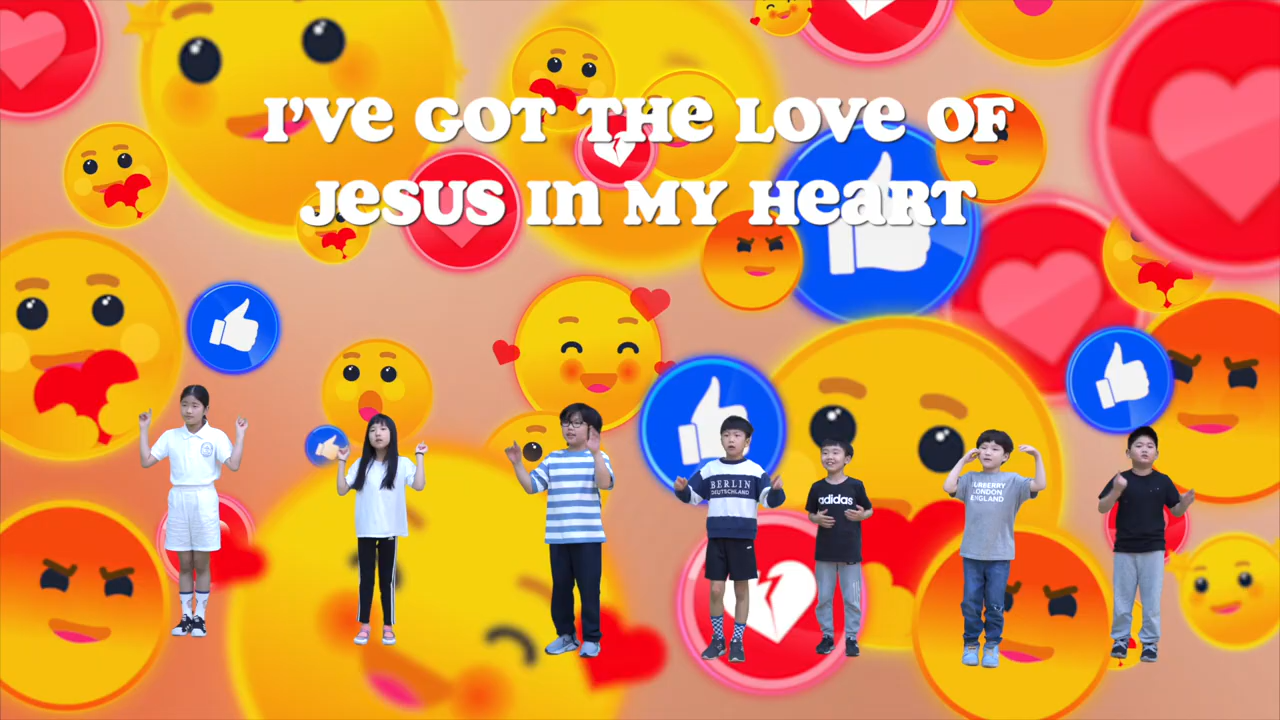 I'VE GOT THE LOVE OF
JESUS IN MY HEART
BERLIN
DEUTSCHLAND
adidas
BURBERRY
LONDON
ENGLAND